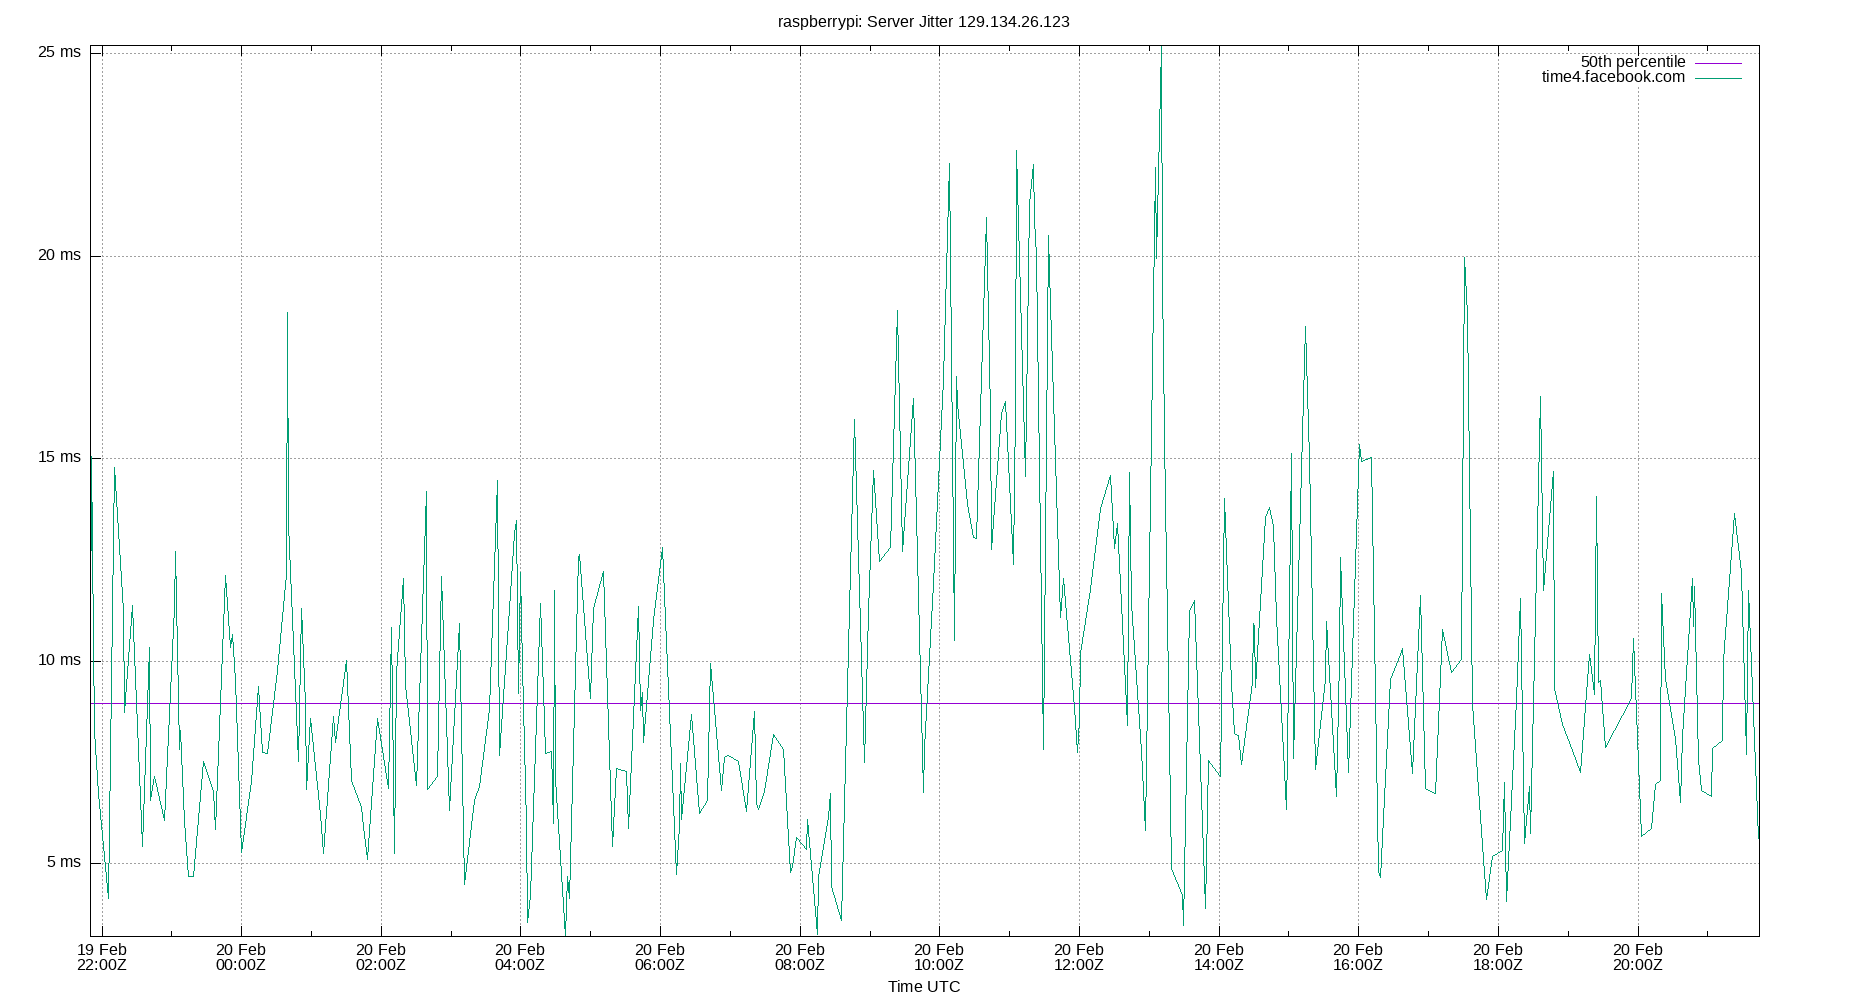 raspberrypi: Server Jitter 129.134.26.123
25 ms
50th percentile
time4.facebook.com
20 ms
15 ms
10 ms
5 ms
19 Feb 20 Feb 20 Feb 20 Feb 20 Feb 20 Feb 20 Feb 20 Feb 20 Feb 20 Feb 20 Feb 20 Feb
22:00Z 00:00Z 02:00Z 04:00Z 06:00Z 08:00Z 10:00Z 12:00Z 14:00Z 16:00Z 18:00Z 20:00Z
Time UTC